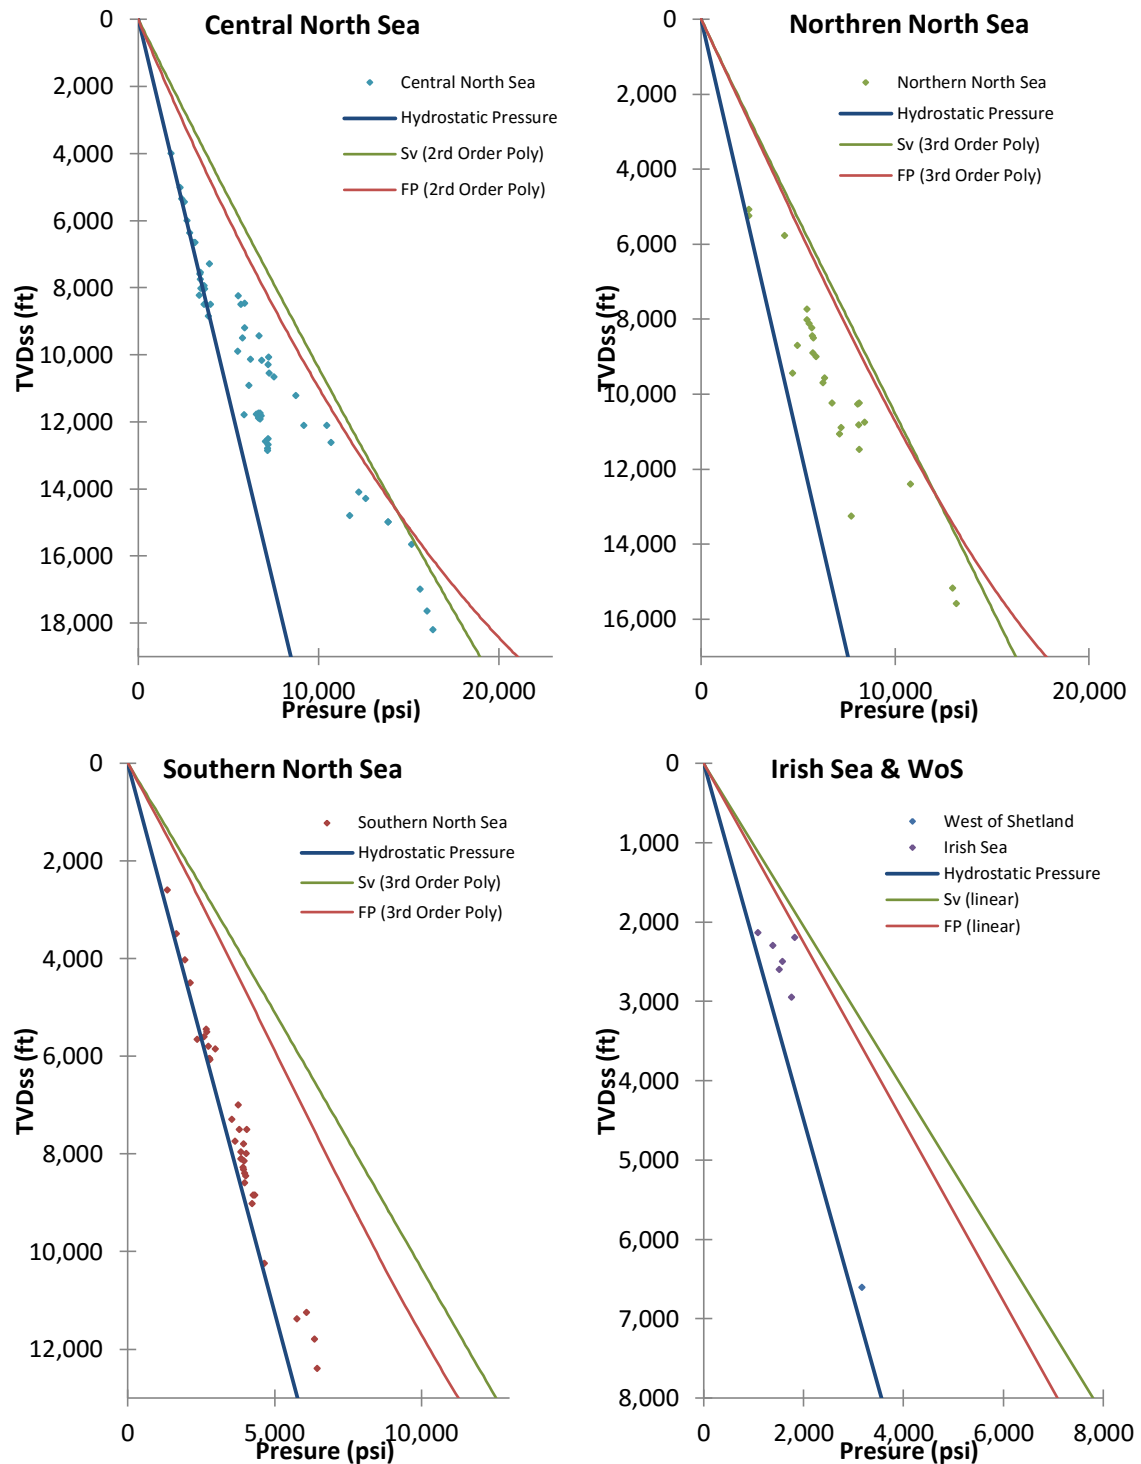 Central North Sea
0
2,000
4,000
6,000
8,000
10,000
12,000
14,000
16,000
18,000
TVDss (ft)
Central North Sea
Hydrostatic Pressure
Sv (2rd Order Poly)
FP (2rd Order Poly)
0
10,000
20,000
Presure (psi)
Northren North Sea
0
2,000
4,000
6,000
8,000
10,000
12,000
14,000
16,000
TVDss (ft)
Northern North Sea
Hydrostatic Pressure
Sv (3rd Order Poly)
FP (3rd Order Poly)
0
10,000
20,000
Presure (psi)
Southern North Sea
0
2,000
4,000
6,000
8,000
10,000
12,000
TVDss (ft)
Southern North Sea
Hydrostatic Pressure
Sv (3rd Order Poly)
FP (3rd Order Poly)
0
5,000
10,000
Presure (psi)
Irish Sea & WoS
0
1,000
2,000
3,000
4,000
5,000
6,000
7,000
8,000
TVDss (ft)
West of Shetland
Irish Sea
Hydrostatic Pressure
Sv (linear)
FP (linear)
0
2,000
4,000
6,000
8,000
Presure (psi)